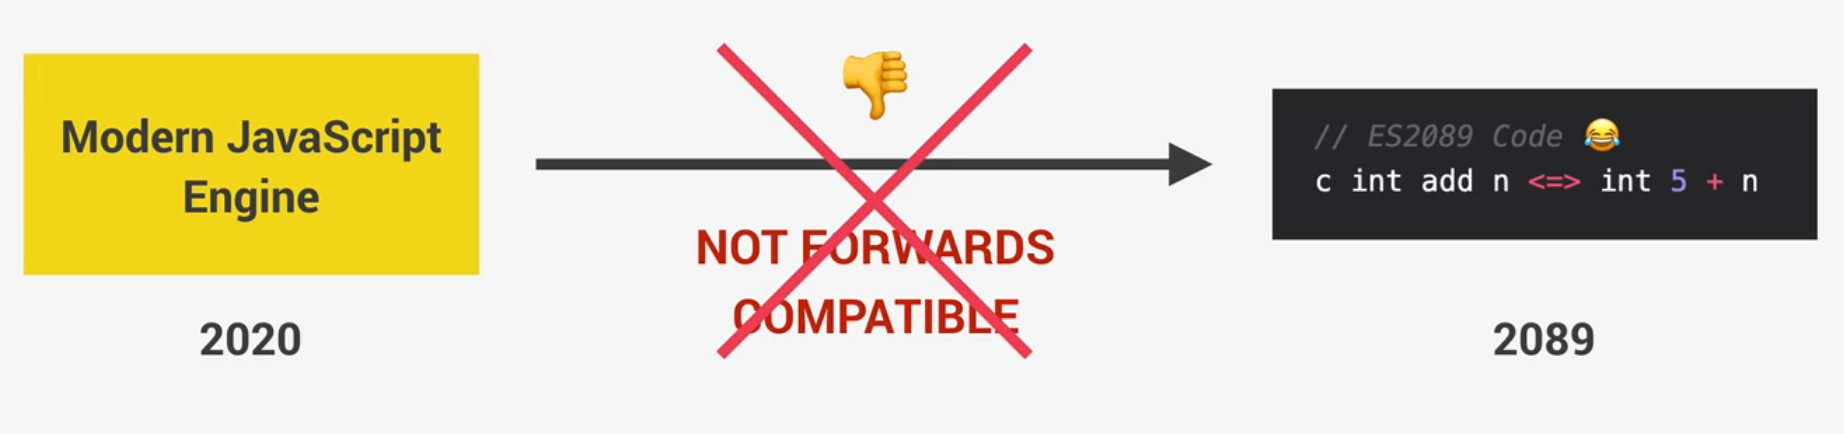 Modern JavaScript
Engine
2020
NOT FORWARDS
COMPATIBLE
// ES2089 Code 😂
c int add n <=> int 5 + n
2089